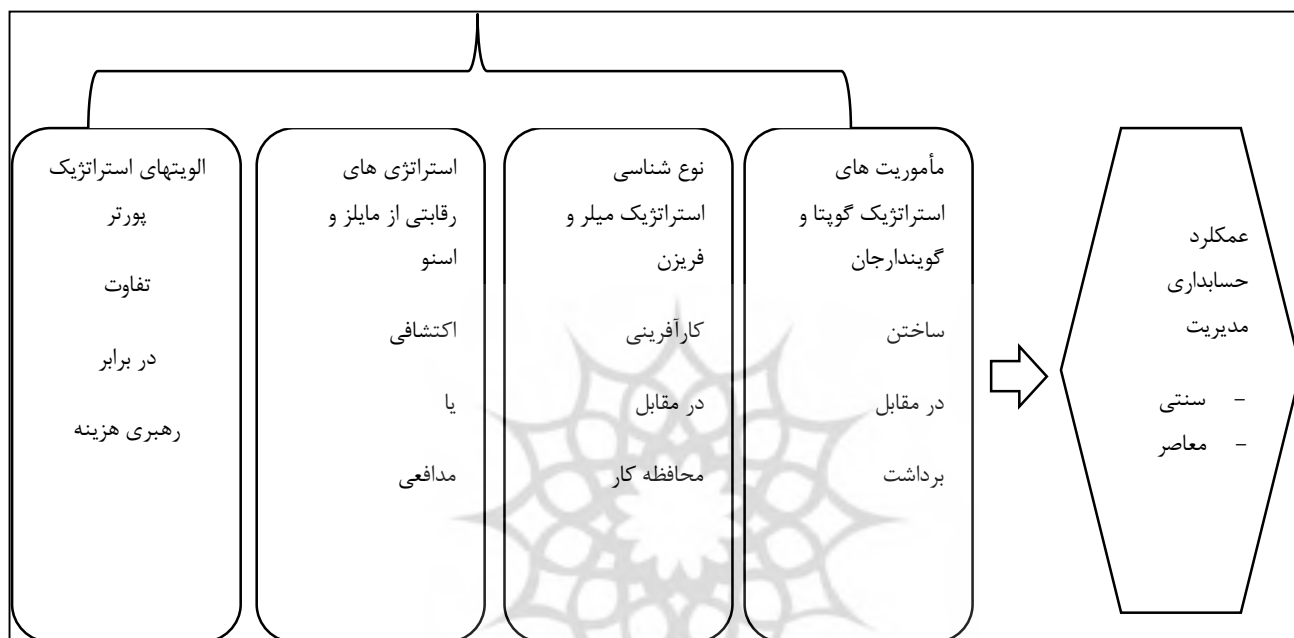 الویتهای استراتژیک
پورتر
تفاوت
در برابر
رهبری هزینه
استراتژی های
رقابتی از مایلز و
اسنو
اکتشافی
یا
مدافعی
نوع شناسی
استراتژیک میلر و
فریزن
کارآفرینی
در مقابل
محافظه کار
مأموریت های
استراتژیک گوپتا و
گویندارجان
ساختن
در مقابل
برداشت
عمکلرد
حسابداری
مدیریت
- سنتی
- معاصر